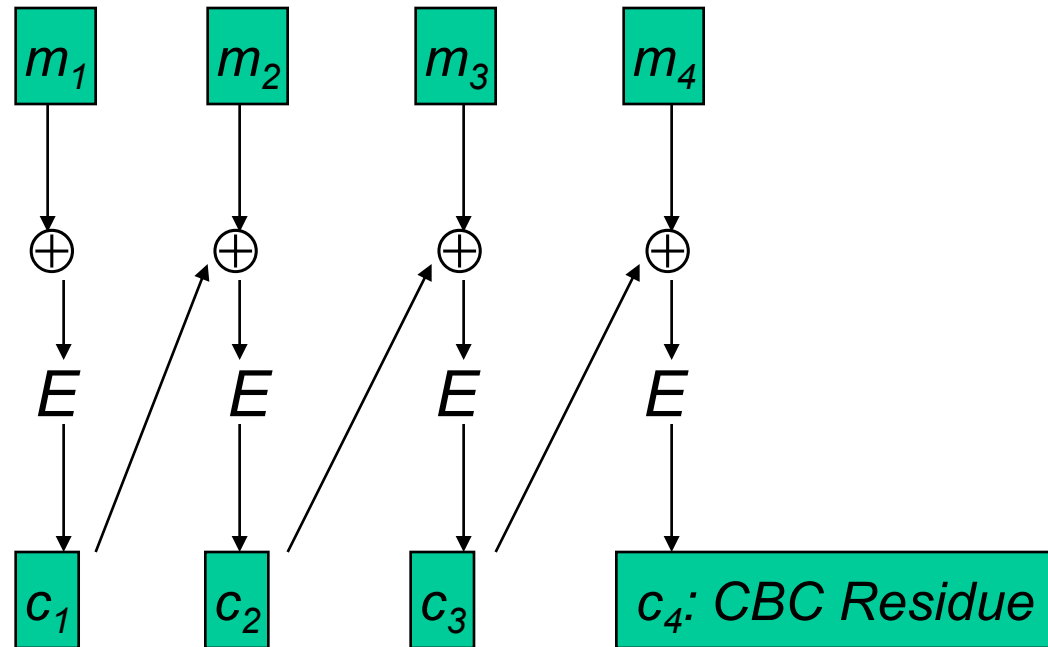 m₁ m₂ m₃ m₄
E E E E
c₁ c₂ c₃ c₄: CBC Residue